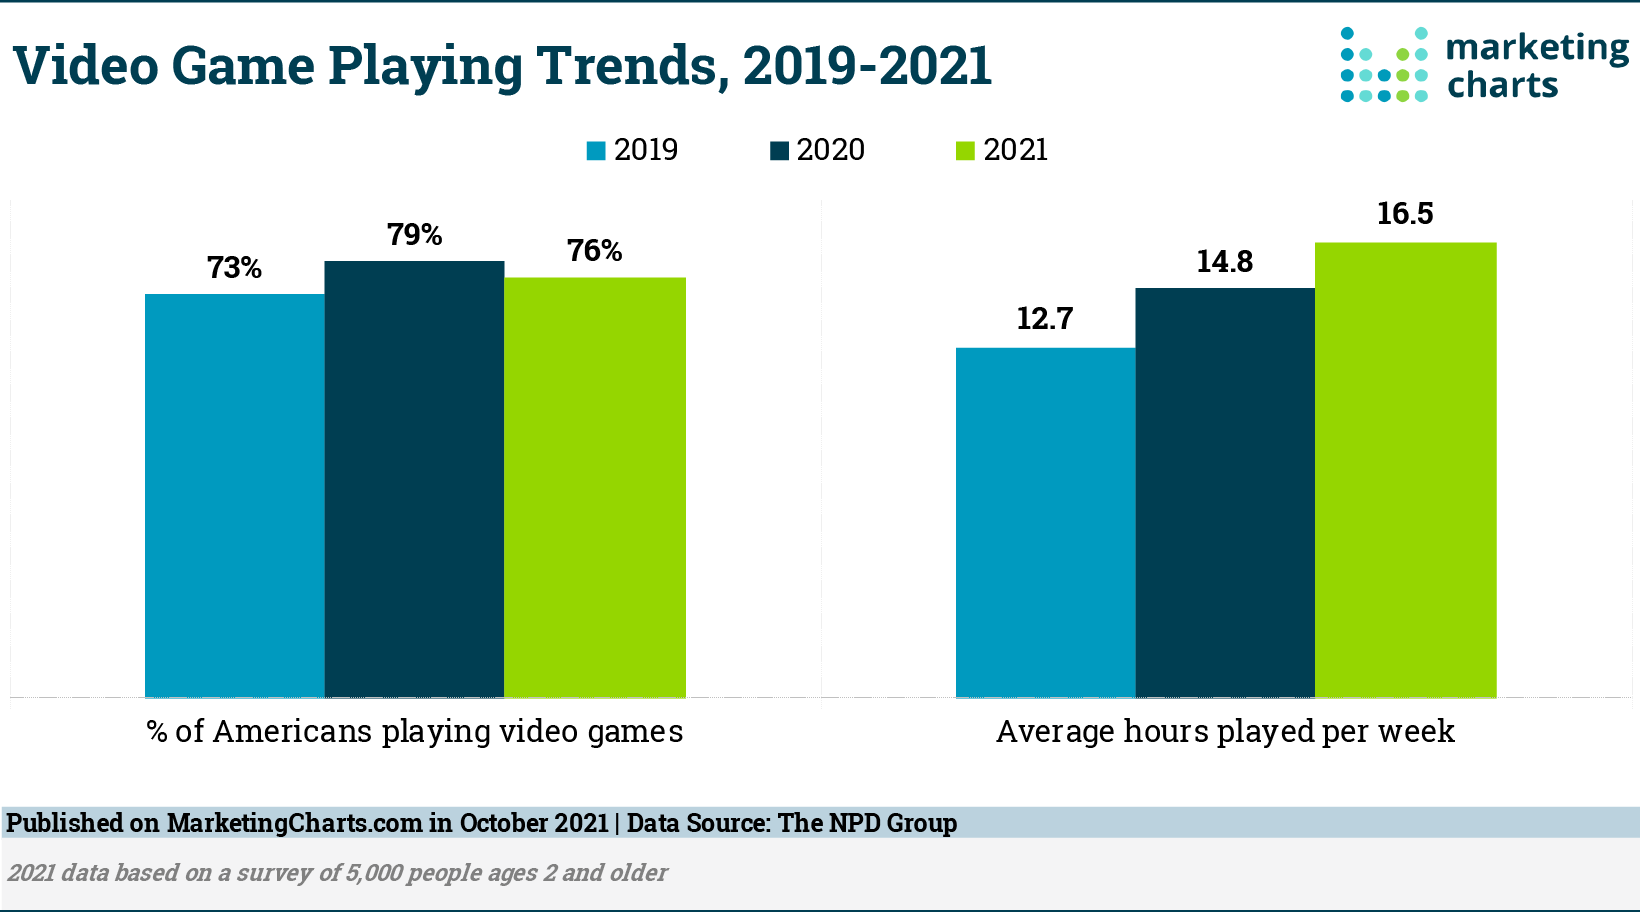 Video Game Playing Trends, 2019-2021
marketing
charts
2019 2020 2021
73% 79% 76%
12.7 14.8 16.5
% of Americans playing video games
Average hours played per week
Published on MarketingCharts.com in October 2021 | Data Source: The NPD Group
2021 data based on a survey of 5,000 people ages 2 and older